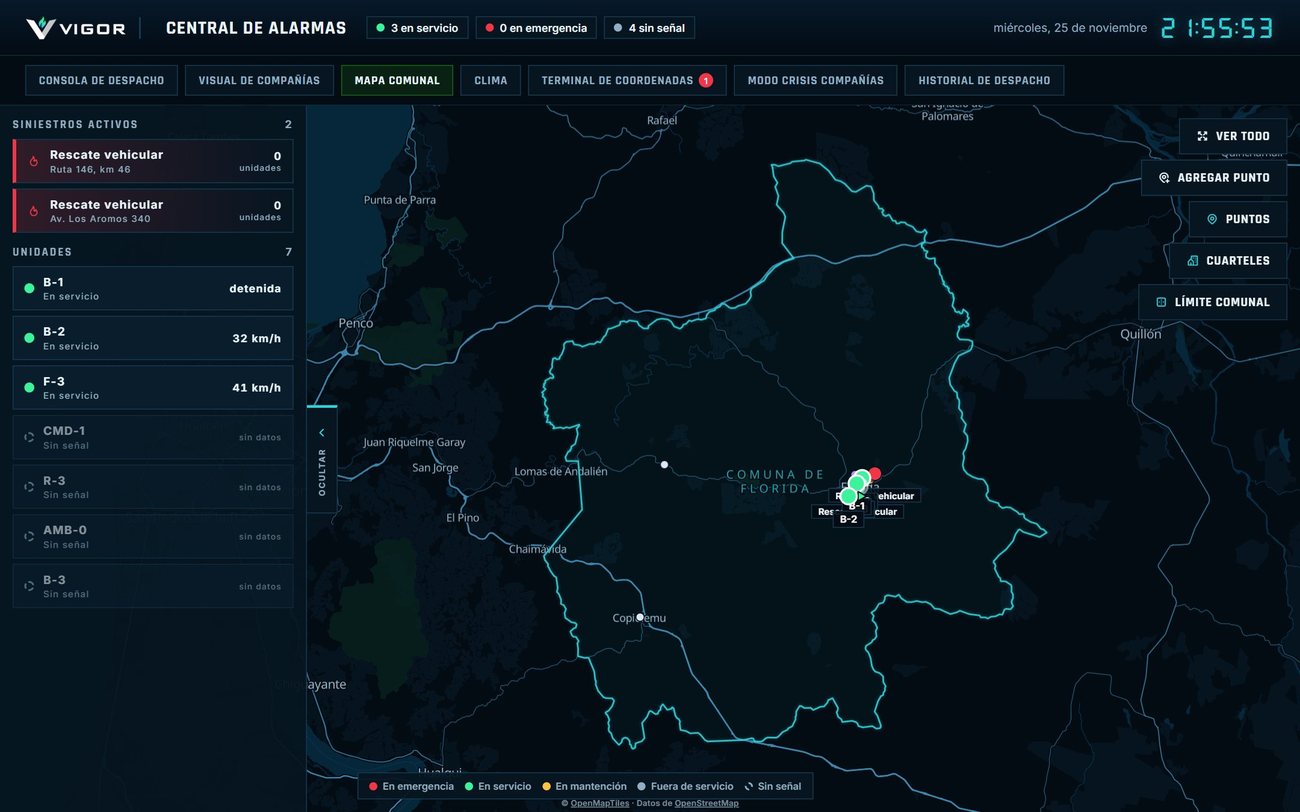 VIGOR
CENTRAL DE ALARMAS
3 en servicio
0 en emergencia
4 sin señal
miércoles, 25 de noviembre
21:55:53
CONSOLA DE DESPACHO
VISUAL DE COMPAÑÍAS
MAPA COMUNAL
CLIMA
TERMINAL DE COORDENADAS 1
MODO CRISIS COMPAÑÍAS
HISTORIAL DE DESPACHO
SINIESTROS ACTIVOS 2
Rescate vehicular
Ruta 146, km 46
0
unidades
Rescate vehicular
Av. Los Aromos 340
0
unidades
UNIDADES 7
B-1
En servicio
detenida
B-2
En servicio
32 km/h
F-3
En servicio
41 km/h
CMD-1
Sin señal
sin datos
R-3
Sin señal
sin datos
AMB-0
Sin señal
sin datos
B-3
Sin señal
sin datos
OCULTAR
Rafael
Palomares
Punta de Parra
Penco
Quillón
Juan Riquelme Garay
San Jorge
Lomas de Andalién
El Pino
Chaimávida
COMUNA DE
FLORIDA
ehicular
B-1
cular
B-2
VER TODO
AGREGAR PUNTO
PUNTOS
CUARTELES
LÍMITE COMUNAL
En emergencia
En servicio
En mantención
Fuera de servicio
Sin señal
© OpenMapTiles · Datos de OpenStreetMap